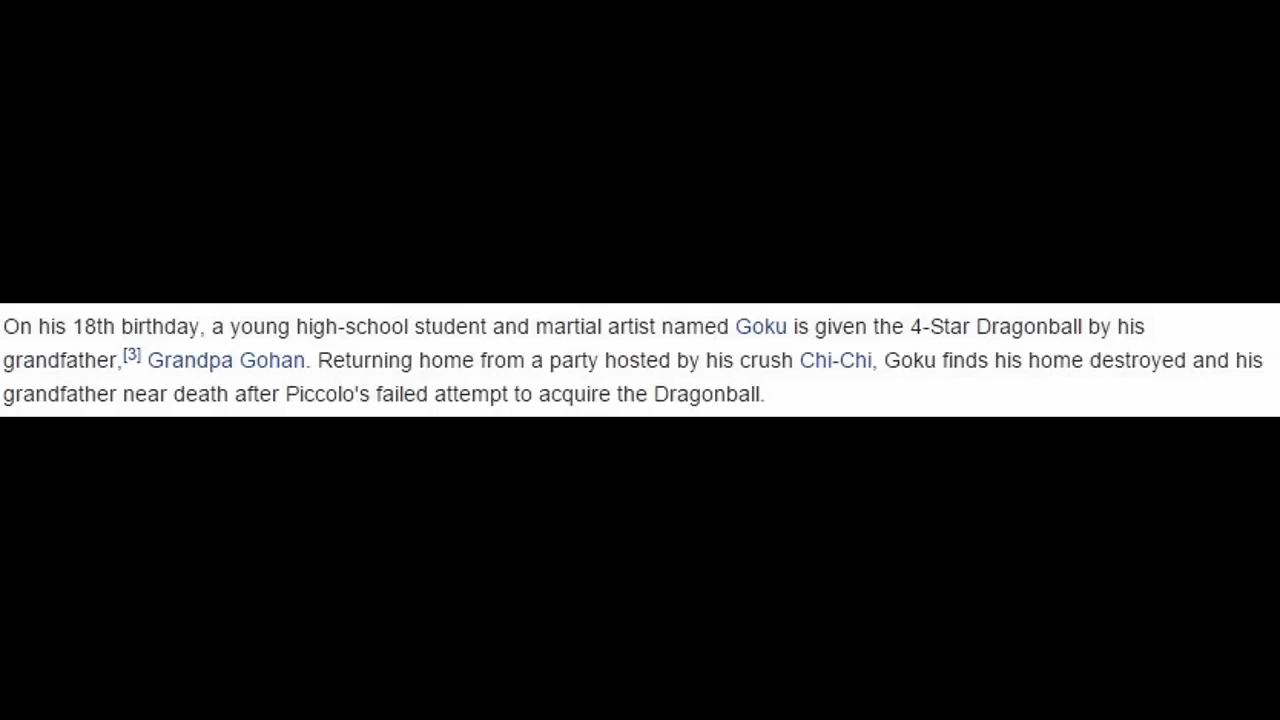 On his 18th birthday, a young high-school student and martial artist named Goku is given the 4-Star Dragonball by his
grandfather,[3] Grandpa Gohan. Returning home from a party hosted by his crush Chi-Chi, Goku finds his home destroyed and his
grandfather near death after Piccolo's failed attempt to acquire the Dragonball.